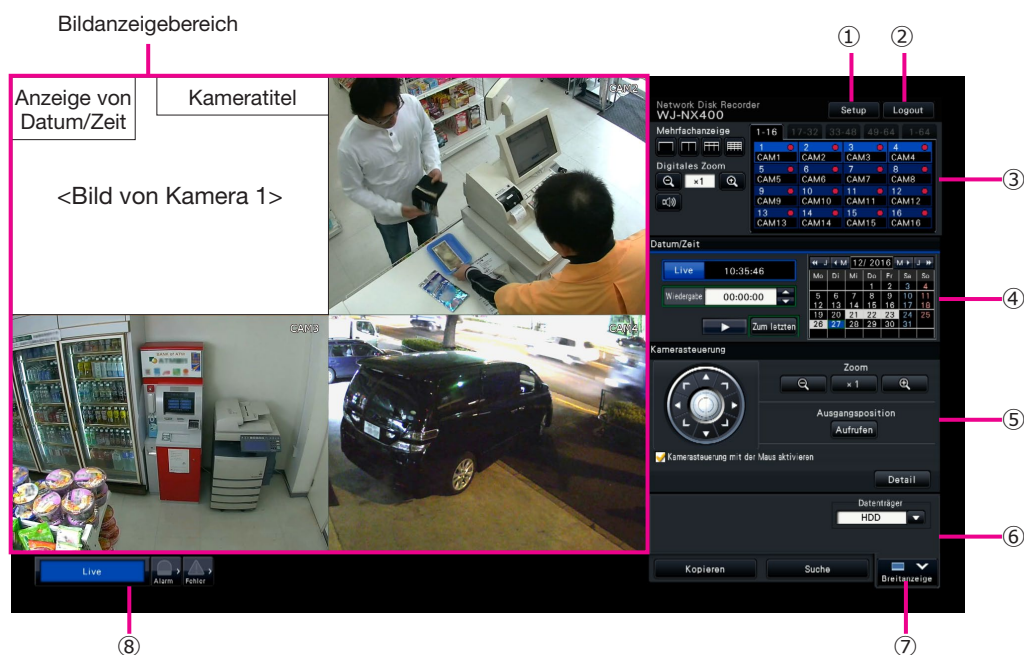 Bildanzeigebereich
① ②
Anzeige von
Datum/Zeit
Kameratitel
<Bild von Kamera 1>
CAM2
CAM3
CAM4
BANK of ATM
Network Disk Recorder
WJ-NX400
Setup
Logout
Mehrfachanzeige
1-16 17-32 33-48 49-64 1-64
1 2 3 4
CAM1 CAM2 CAM3 CAM4
Digitales Zoom
×1
5 6 7 8
CAM5 CAM6 CAM7 CAM8
9 10 11 12
CAM9 CAM10 CAM11 CAM12
13 14 15 16
CAM13 CAM14 CAM15 CAM16
③
Datum/Zeit
Live 10:35:46
Wiedergabe 00:00:00
Zum letzten
J M 12/ 2016 M J
Mo Di Mi Do Fr Sa So
1 2 3 4
5 6 7 8 9 10 11
12 13 14 15 16 17 18
19 20 21 22 23 24 25
26 27 28 29 30 31
④
Kamerasteuerung
Zoom
×1
Ausgangsposition
Aufrufen
Kamerasteuerung mit der Maus aktivieren
Detail
⑤
Datenträger
HDD
⑥
Kopieren
Suche
Breitanzeige
Live
Alarm
Fehler
⑧
⑦